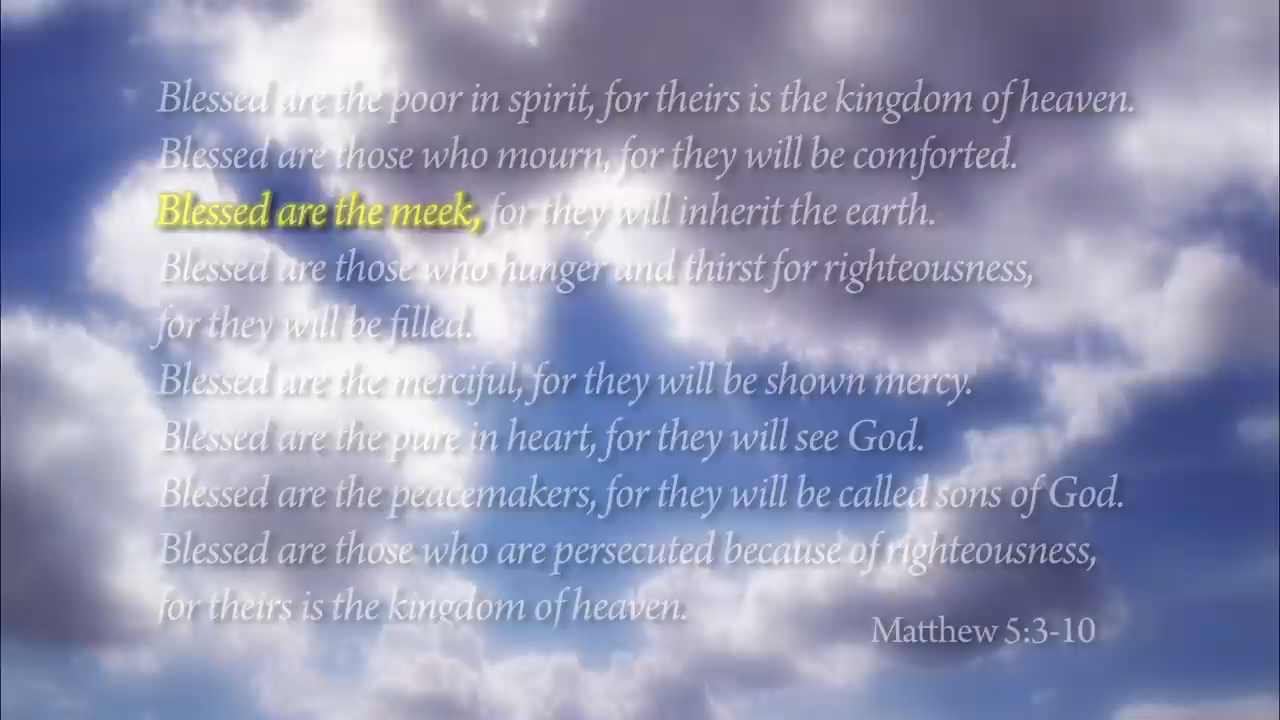 Blessed are the poor in spirit, for theirs is the kingdom of heaven.
Blessed are those who mourn, for they will be comforted.
Blessed are the meek, for they will inherit the earth.
Blessed are those who hunger and thirst for righteousness,
for they will be filled.
Blessed are the merciful, for they will be shown mercy.
Blessed are the pure in heart, for they will see God.
Blessed are the peacemakers, for they will be called sons of God.
Blessed are those who are persecuted because of righteousness,
for theirs is the kingdom of heaven.
Matthew 5:3-10